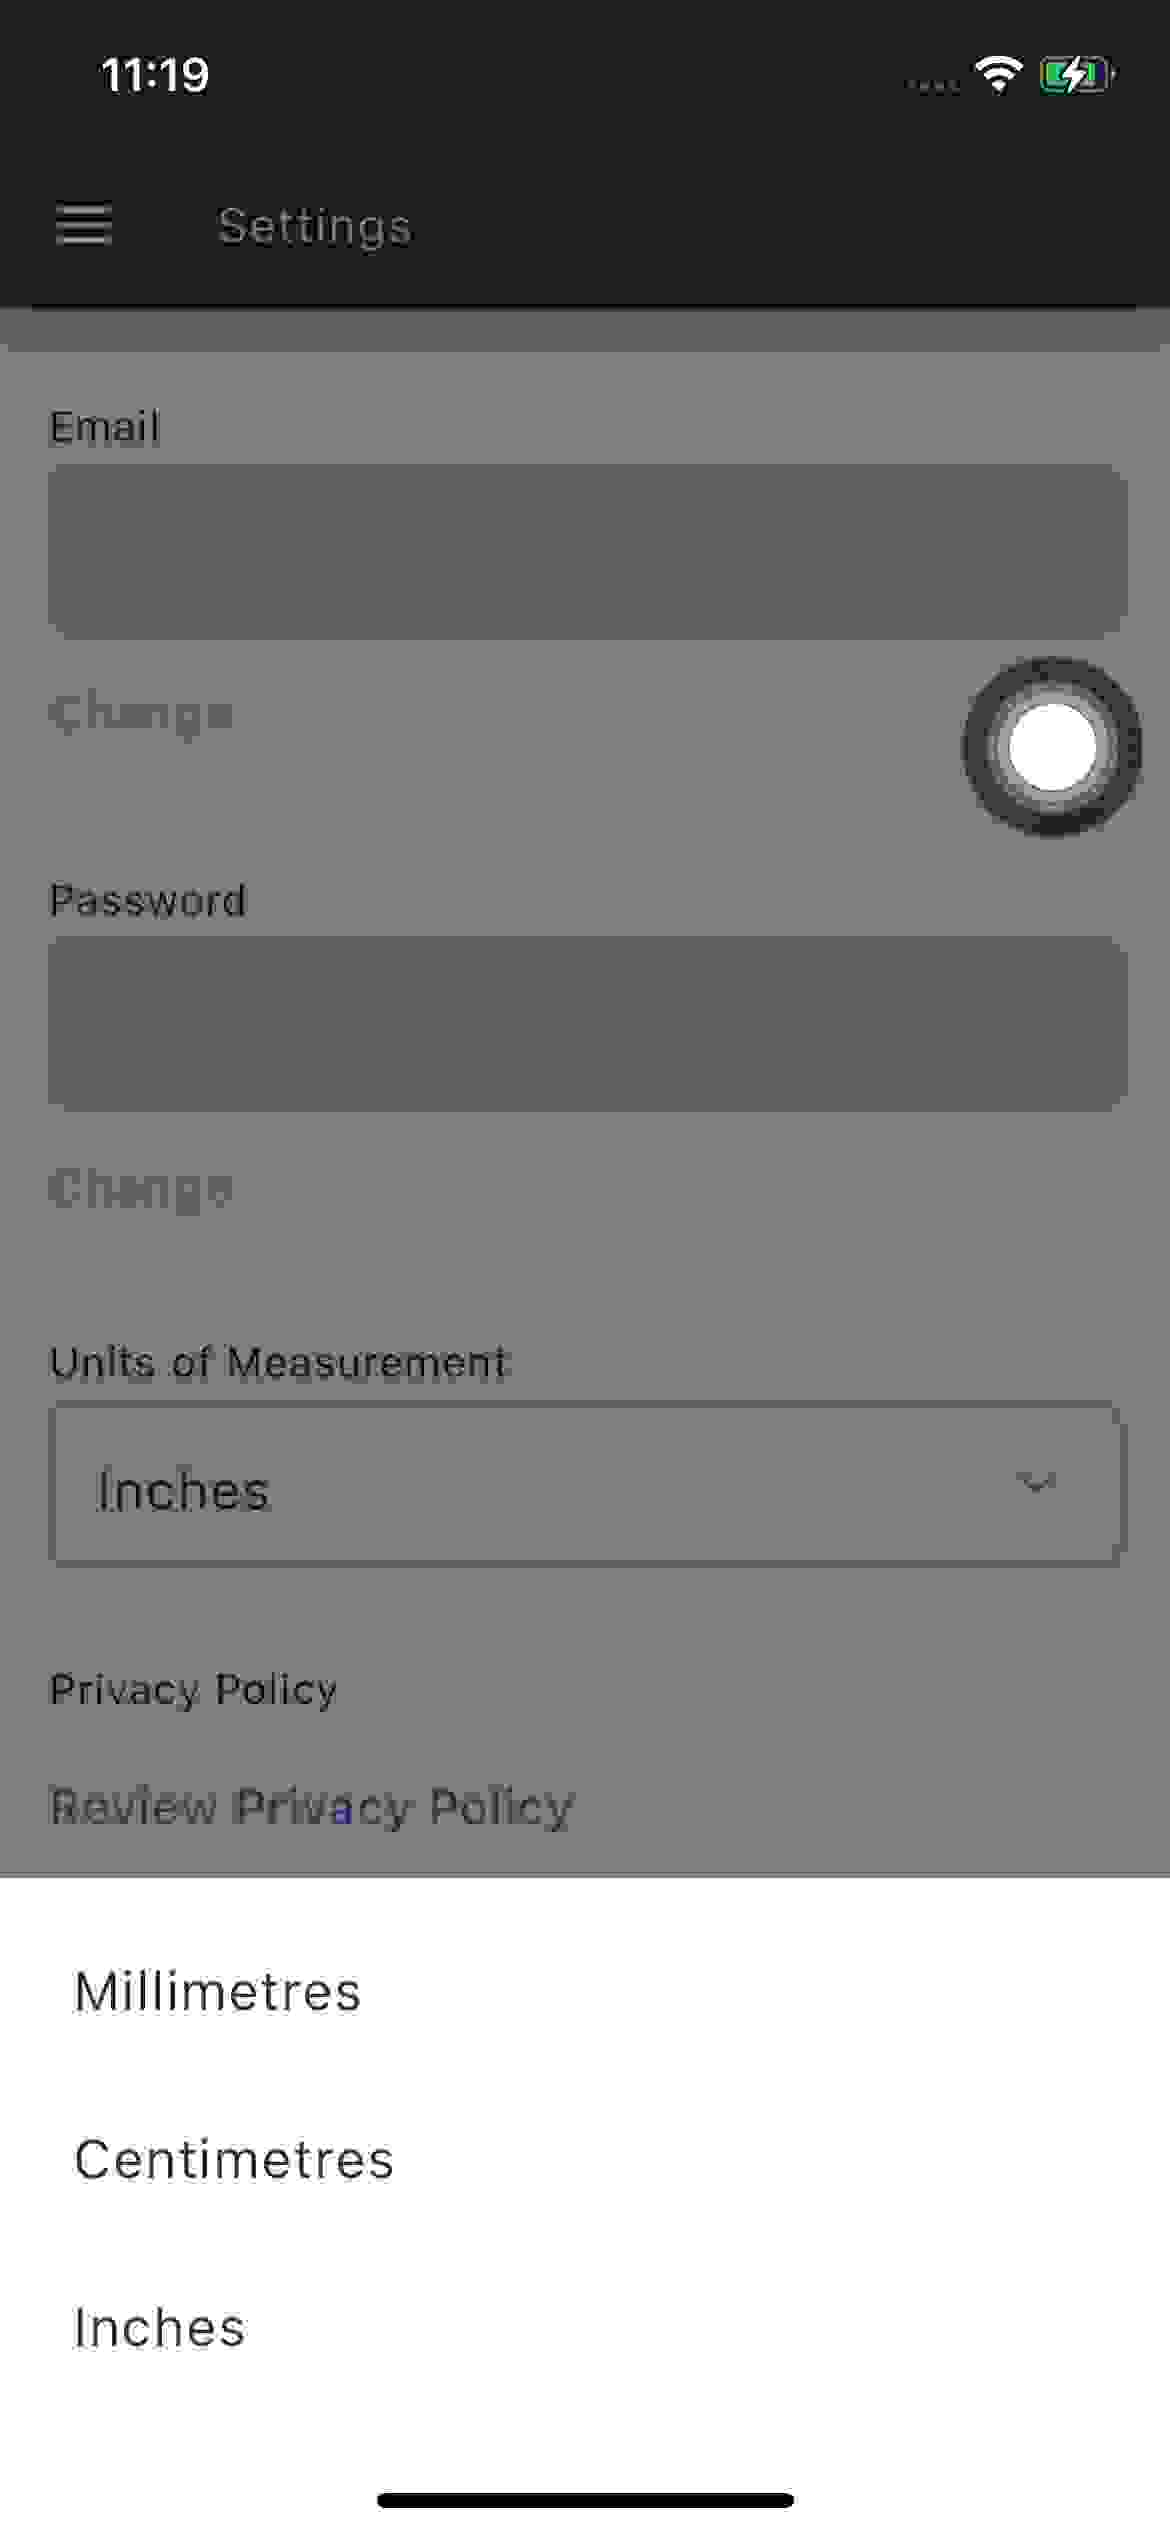 11:19
Settings
Email
Change
Password
Change
Units of Measurement
Inches
Privacy Policy
Review Privacy Policy
Millimetres
Centimetres
Inches